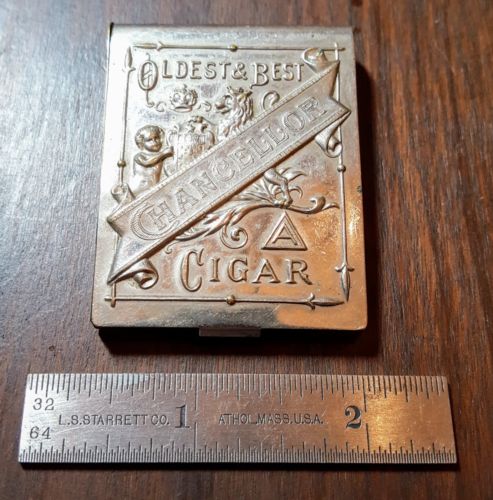 OLDEST & BEST
CHANCELLOR
A
CIGAR
32
L.S.STARRETT CO. 1 ATHOL, MASS. U.S.A. 2
64